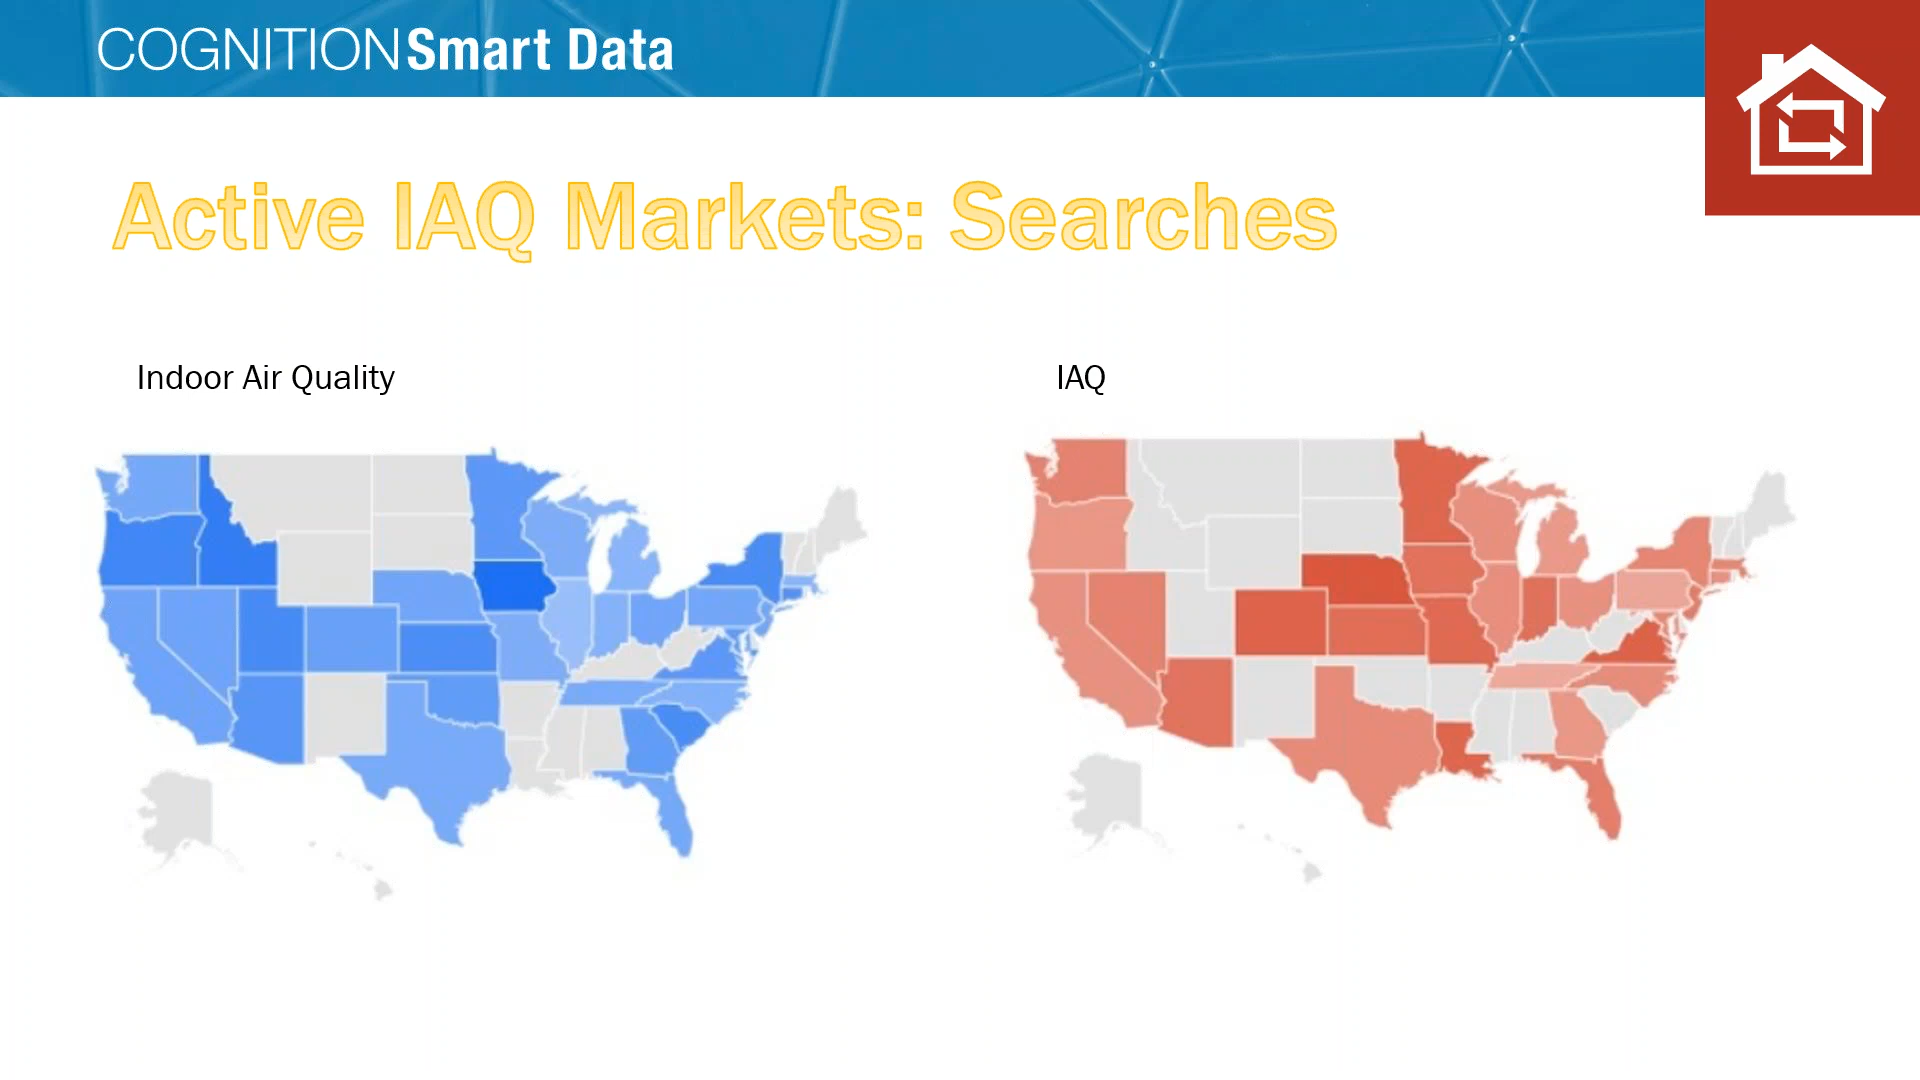 COGNITION Smart Data
Active IAQ Markets: Searches
Indoor Air Quality
IAQ